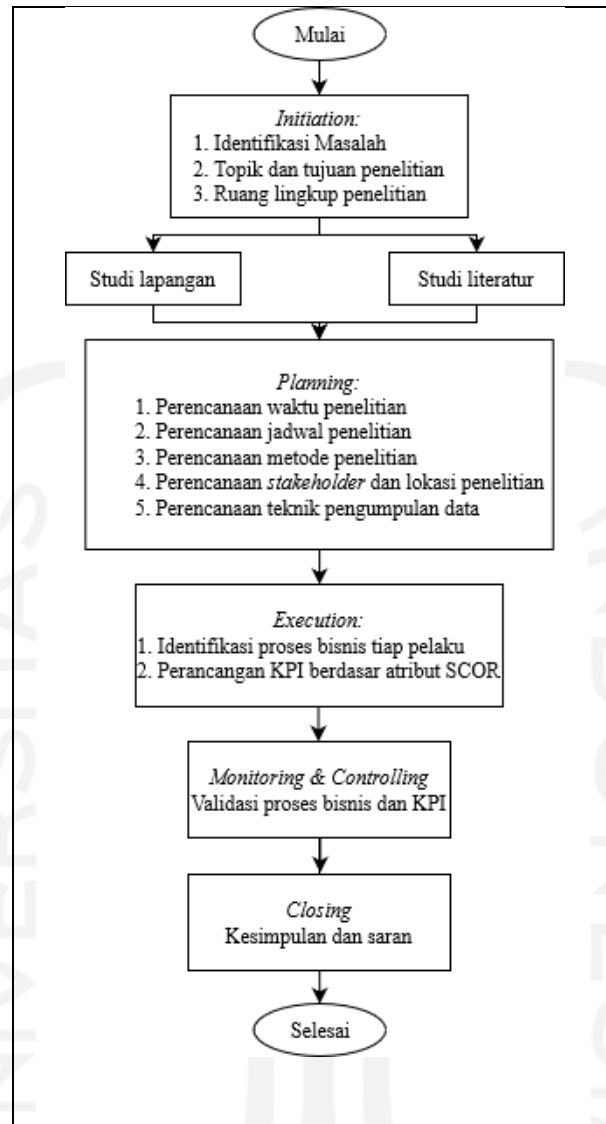 Mulai
Initiation:
1. Identifikasi Masalah
2. Topik dan tujuan penelitian
3. Ruang lingkup penelitian
Studi lapangan
Studi literatur
Planning:
1. Perencanaan waktu penelitian
2. Perencanaan jadwal penelitian
3. Perencanaan metode penelitian
4. Perencanaan stakeholder dan lokasi penelitian
5. Perencanaan teknik pengumpulan data
Execution:
1. Identifikasi proses bisnis tiap pelaku
2. Perancangan KPI berdasar atribut SCOR
Monitoring & Controlling
Validasi proses bisnis dan KPI
Closing
Kesimpulan dan saran
Selesai